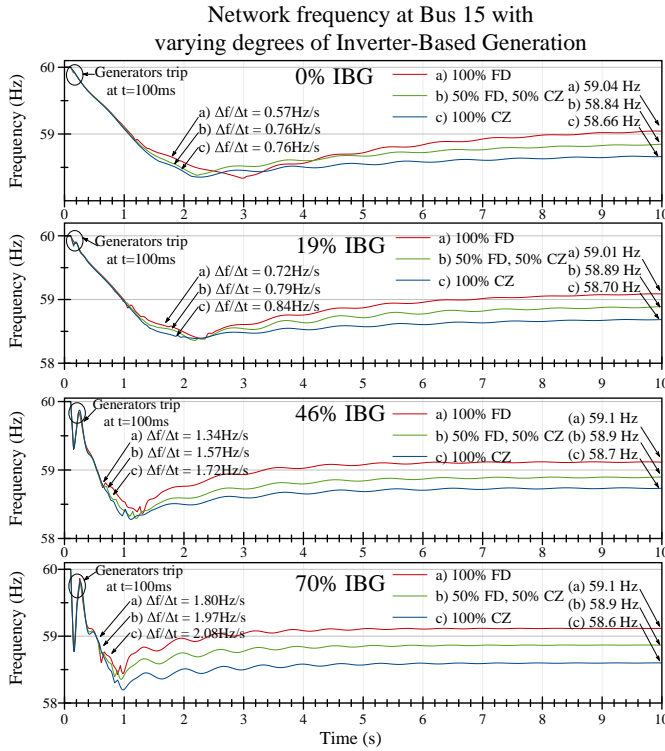 Network frequency at Bus 15 with
varying degrees of Inverter-Based Generation
60
Generators trip
at t=100ms
0% IBG
a) 100% FD
b) 50% FD, 50% CZ
c) 100% CZ
a) 59.04 Hz
b) 58.84 Hz
c) 58.66 Hz
a) Δf/Δt = 0.57Hz/s
b) Δf/Δt = 0.76Hz/s
c) Δf/Δt = 0.76Hz/s
59
Frequency (Hz)
0 1 2 3 4 5 6 7 8 9 10
60
Generators trip
at t=100ms
19% IBG
a) 100% FD
b) 50% FD, 50% CZ
c) 100% CZ
a) 59.01 Hz
b) 58.89 Hz
c) 58.70 Hz
a) Δf/Δt = 0.72Hz/s
b) Δf/Δt = 0.79Hz/s
c) Δf/Δt = 0.84Hz/s
59
58
Frequency (Hz)
0 1 2 3 4 5 6 7 8 9 10
60
Generators trip
at t=100ms
46% IBG
a) 100% FD
b) 50% FD, 50% CZ
c) 100% CZ
(a) 59.1 Hz
(b) 58.9 Hz
(c) 58.7 Hz
a) Δf/Δt = 1.34Hz/s
b) Δf/Δt = 1.57Hz/s
c) Δf/Δt = 1.72Hz/s
59
58
Frequency (Hz)
0 1 2 3 4 5 6 7 8 9 10
60
Generators trip
at t=100ms
70% IBG
a) 100% FD
b) 50% FD, 50% CZ
c) 100% CZ
(a) 59.1 Hz
(b) 58.9 Hz
(c) 58.6 Hz
a) Δf/Δt = 1.80Hz/s
b) Δf/Δt = 1.97Hz/s
c) Δf/Δt = 2.08Hz/s
59
58
Frequency (Hz)
0 1 2 3 4 5 6 7 8 9 10
Time (s)